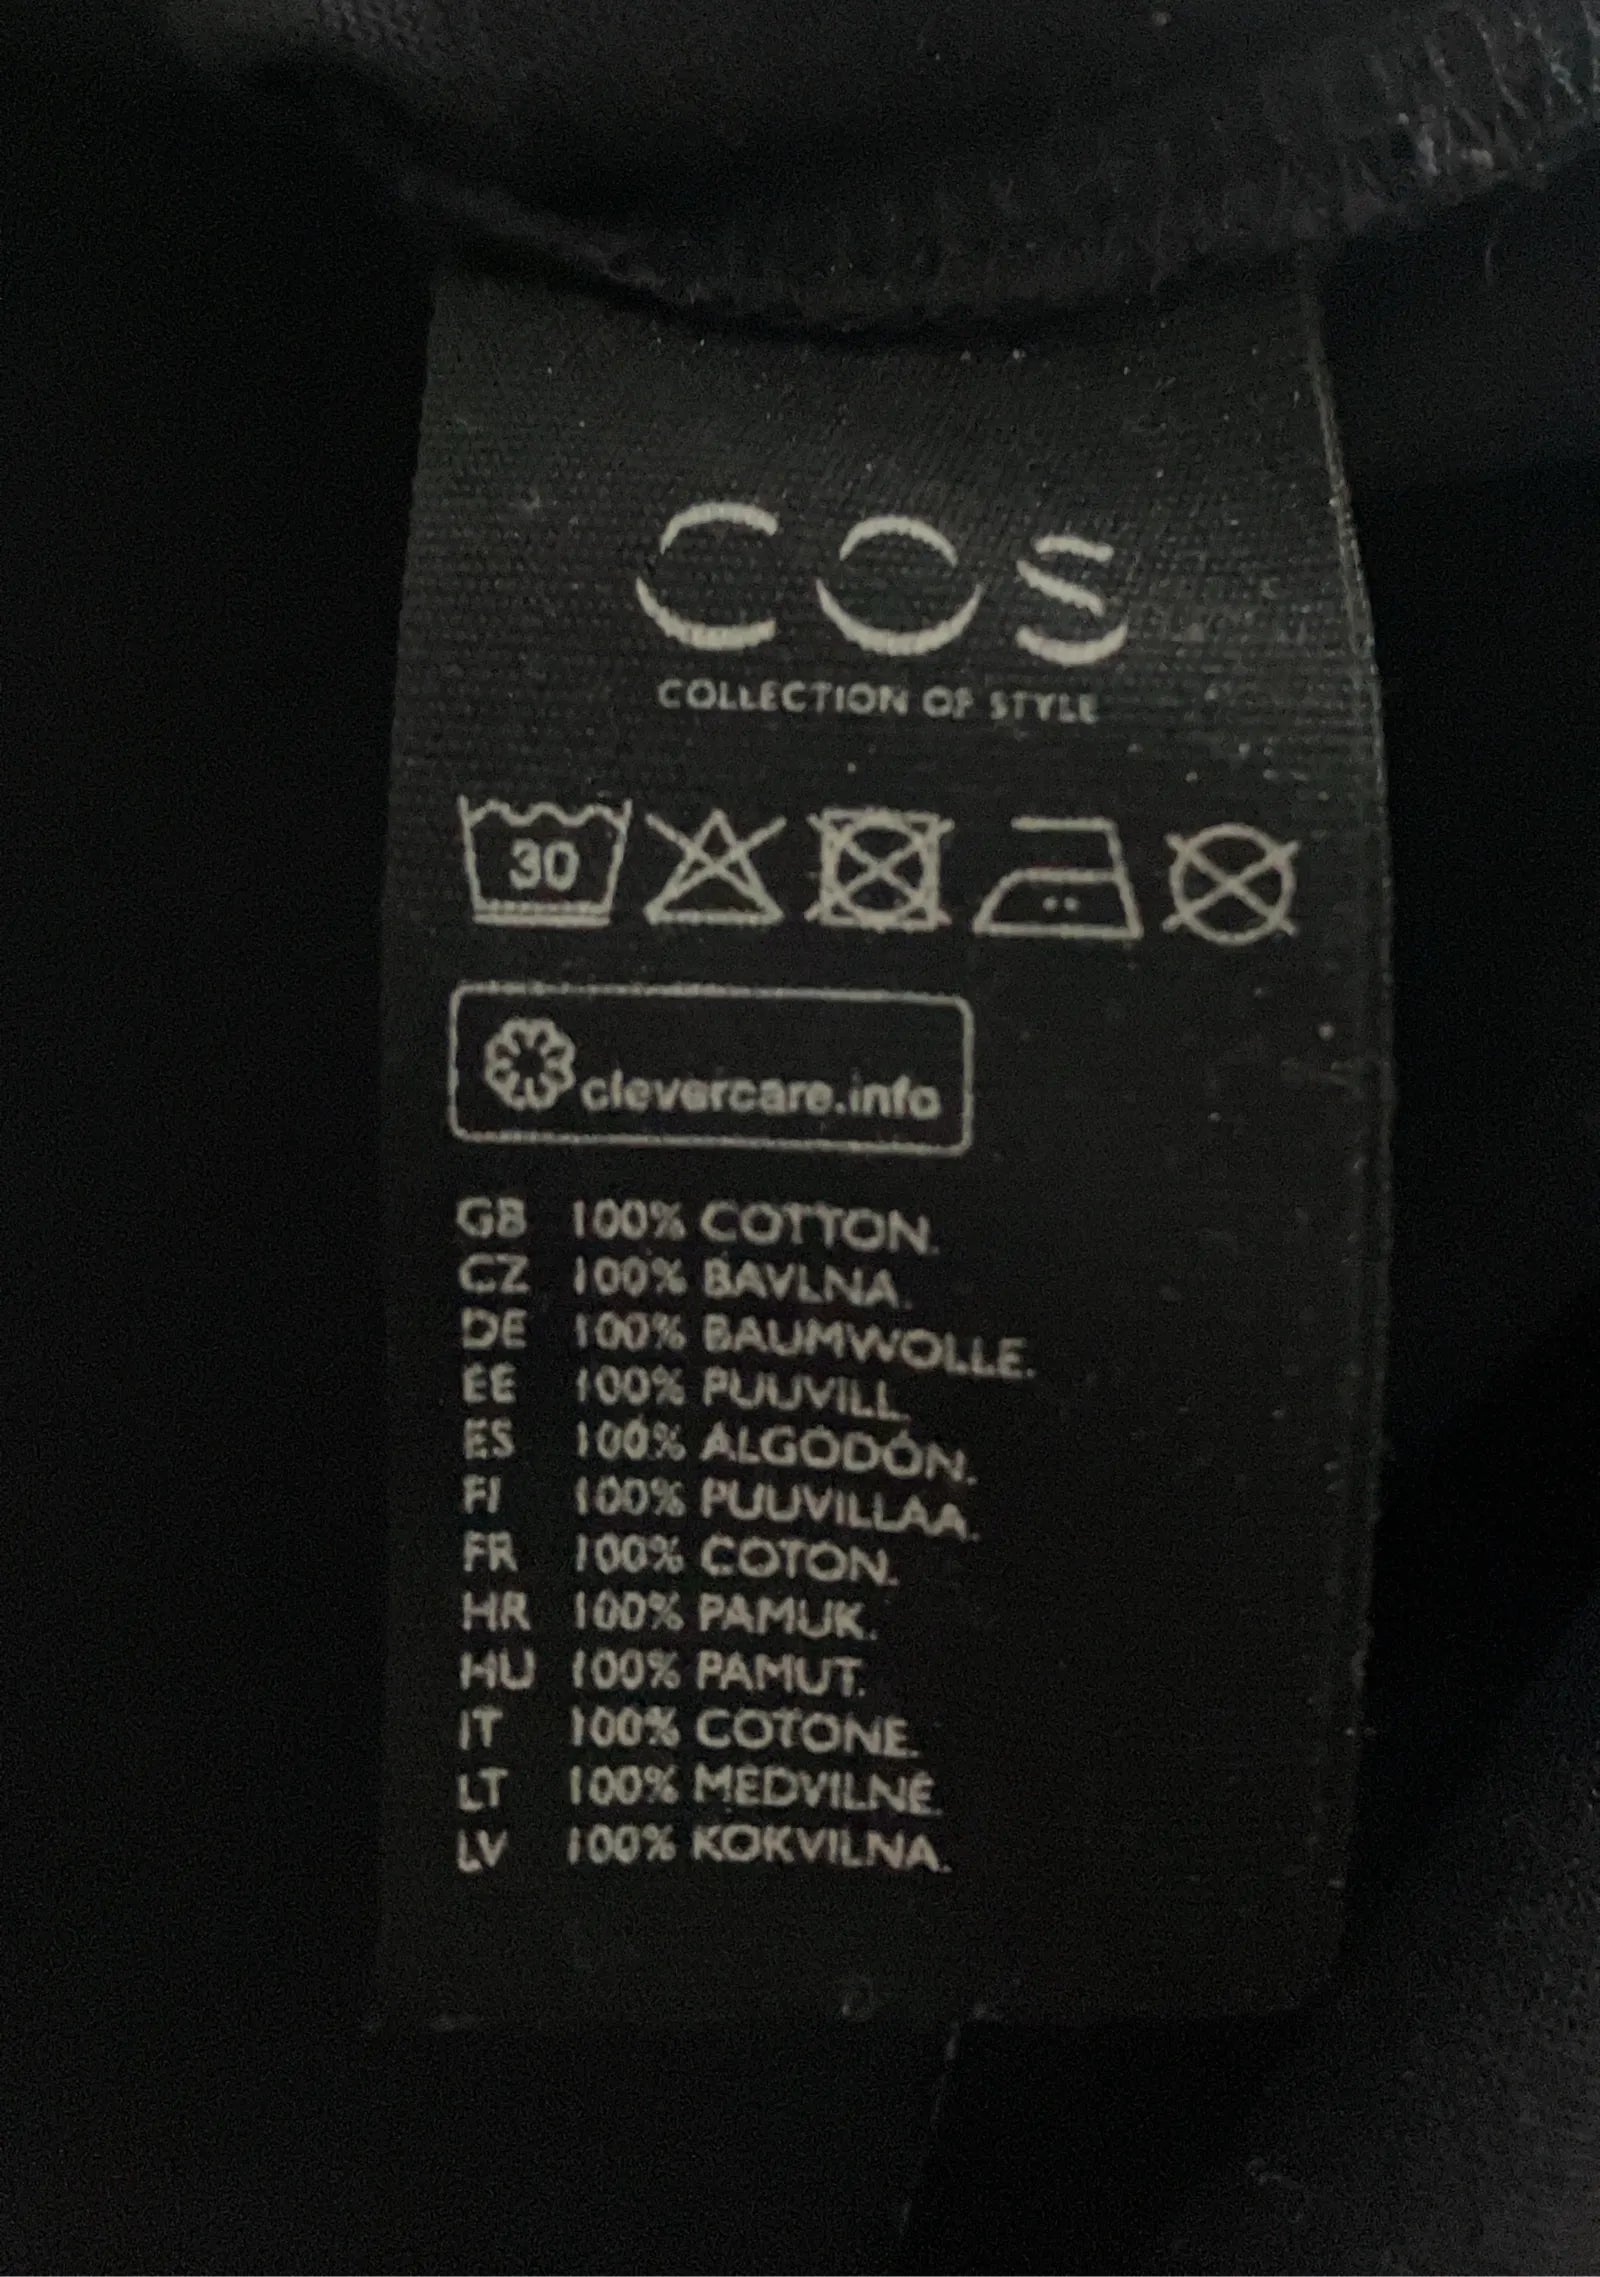 COS
COLLECTION OF STYLE
30
clevercare.info
GB 100% COTTON.
CZ 100% BAVLNA.
DE 100% BAUMWOLLE.
EE 100% PUUVILL.
ES 100% ALGODÓN.
FI 100% PUUVILLAA.
FR 100% COTON.
HR 100% PAMUK.
HU 100% PAMUT.
IT 100% COTONE.
LT 100% MEDVILNĖ.
LV 100% KOKVILNA.